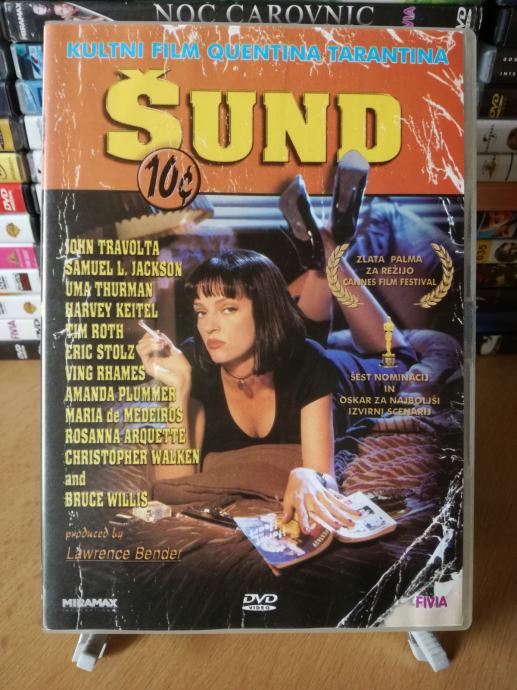 NOČ ČAROVNIC
KULTNI FILM QUENTINA TARANTINA
ŠUND
10¢
JOHN TRAVOLTA
SAMUEL L. JACKSON
UMA THURMAN
HARVEY KEITEL
TIM ROTH
ERIC STOLZ
VING RHAMES
AMANDA PLUMMER
MARIA de MEDEIROS
ROSANNA ARQUETTE
CHRISTOPHER WALKEN
and
BRUCE WILLIS
produced by
Lawrence Bender
ZLATA PALMA
ZA REŽIJO
CANNES FILM FESTIVAL
ŠEST NOMINACIJ
IN
OSKAR ZA NAJBOLJŠI
IZVIRNI SCENARIJ
MIRAMAX
DVD
VIDEO
FIVIA